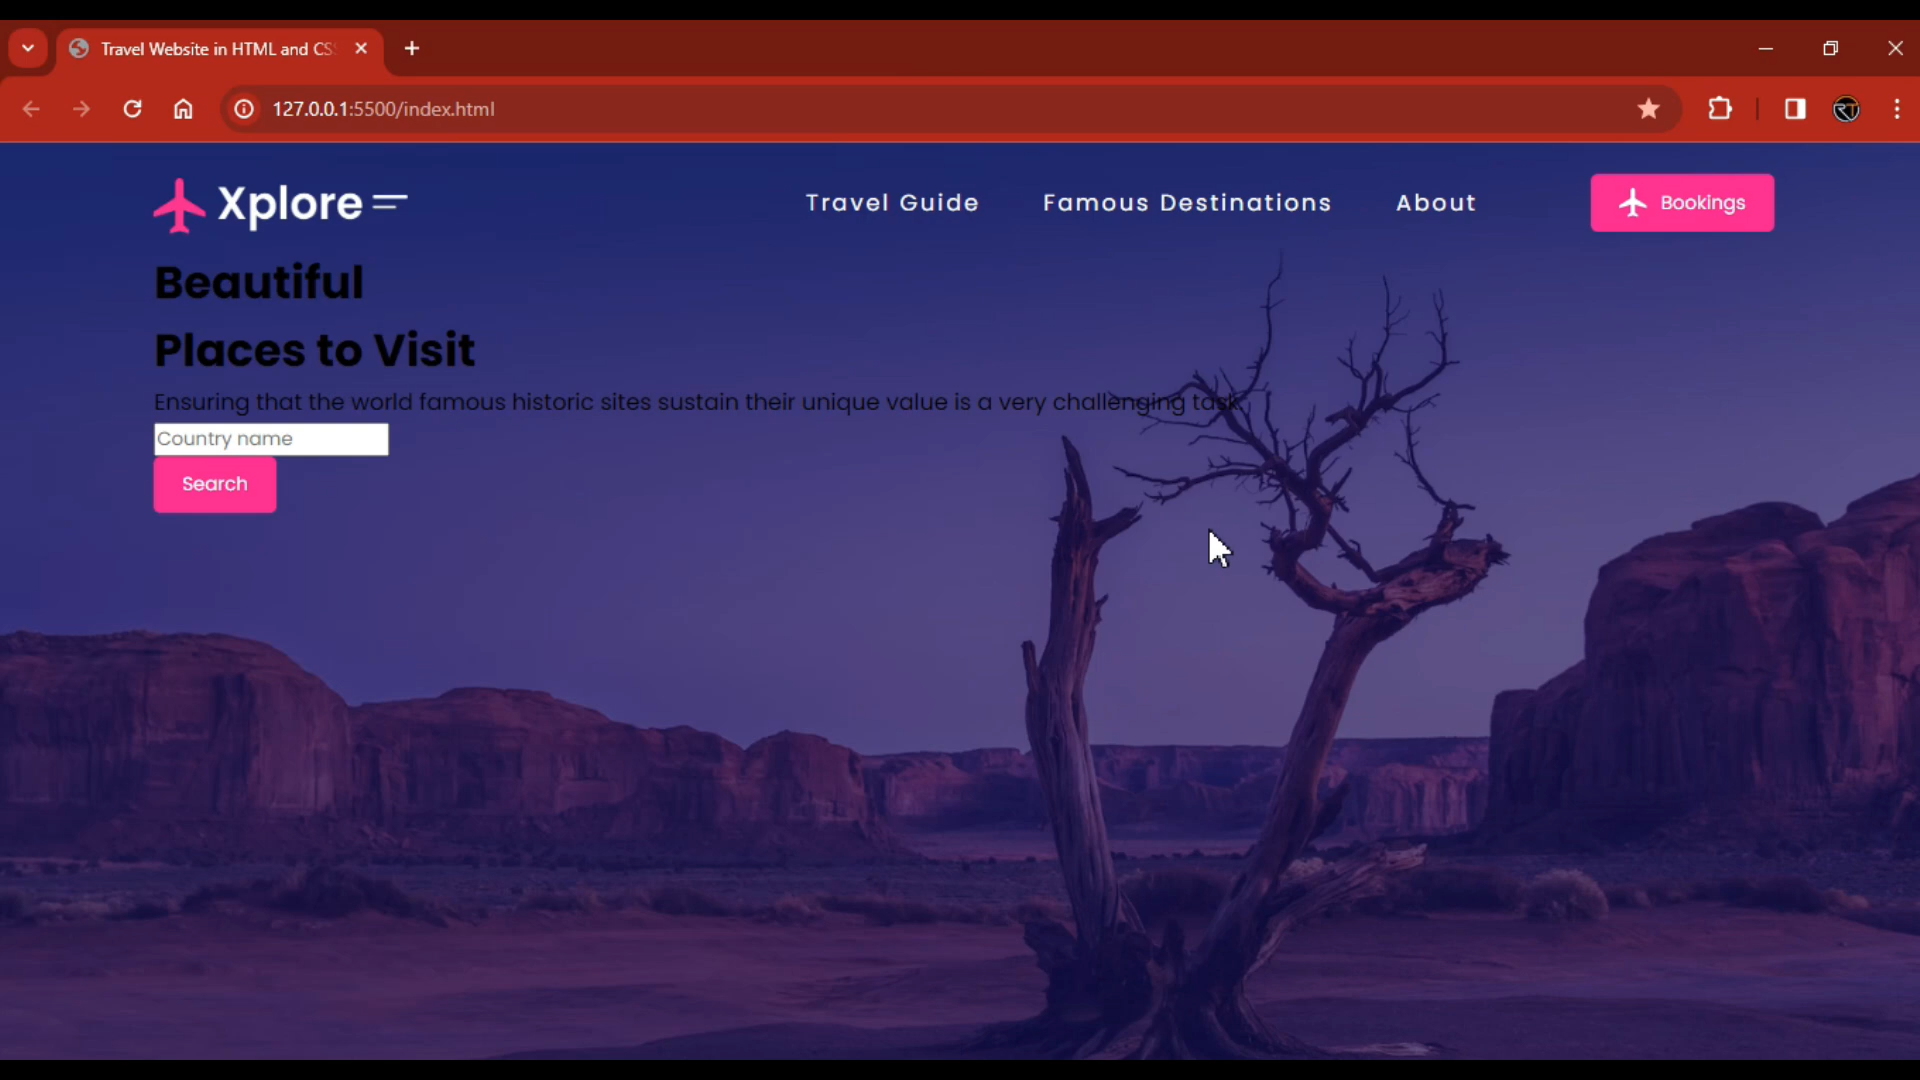 Travel Website in HTML and CS
127.0.0.1:5500/index.html
RT
Xplore
Travel Guide
Famous Destinations
About
Bookings
Beautiful
Places to Visit
Ensuring that the world famous historic sites sustain their unique value is a very challenging task.
Country name
Search